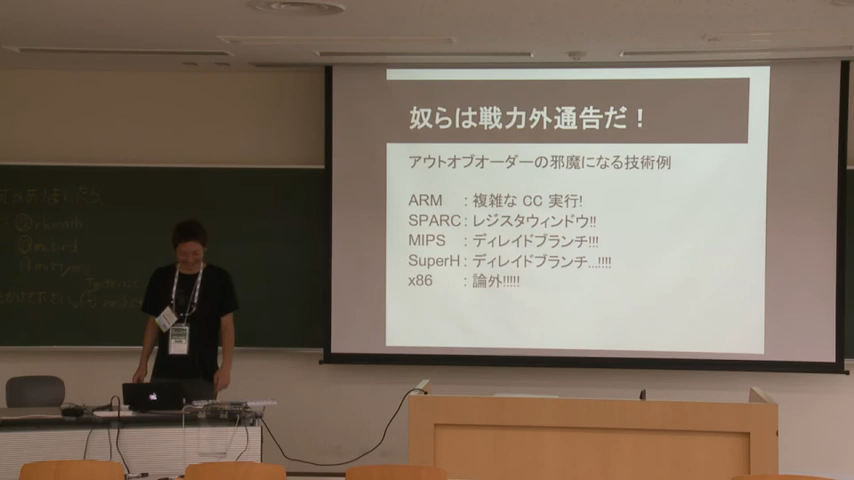 奴らは戦力外通告だ！
アウトオブオーダーの邪魔になる技術例
ARM : 複雑な CC 実行!
SPARC : レジスタウィンドウ!!
MIPS : ディレイドブランチ!!!
SuperH : ディレイドブランチ...!!!!
x86 : 論外!!!!!